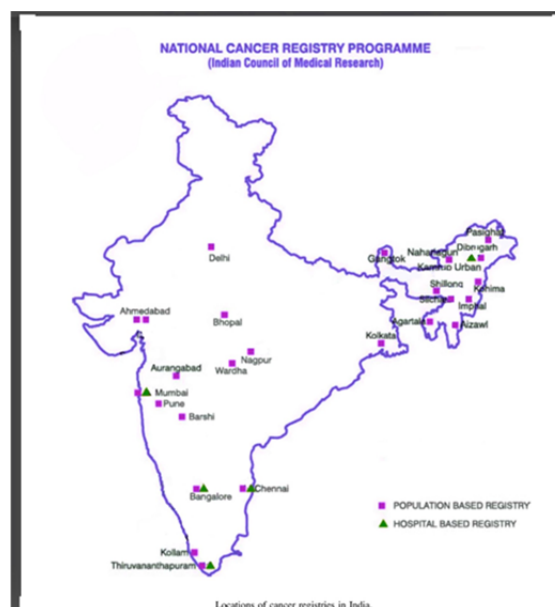 NATIONAL CANCER REGISTRY PROGRAMME
(Indian Council of Medical Research)
Pasighat
Naharlagun
Dibrugarh
Gangtok
Kamrup Urban
Delhi
Shillong
Kohima
Silchar
Imphal
Ahmedabad
Bhopal
Agartala
Aizawl
Kolkata
Nagpur
Wardha
Aurangabad
Mumbai
Pune
Barshi
Bangalore
Chennai
POPULATION BASED REGISTRY
HOSPITAL BASED REGISTRY
Kollam
Thiruvananthapuram
Locations of cancer registries in India